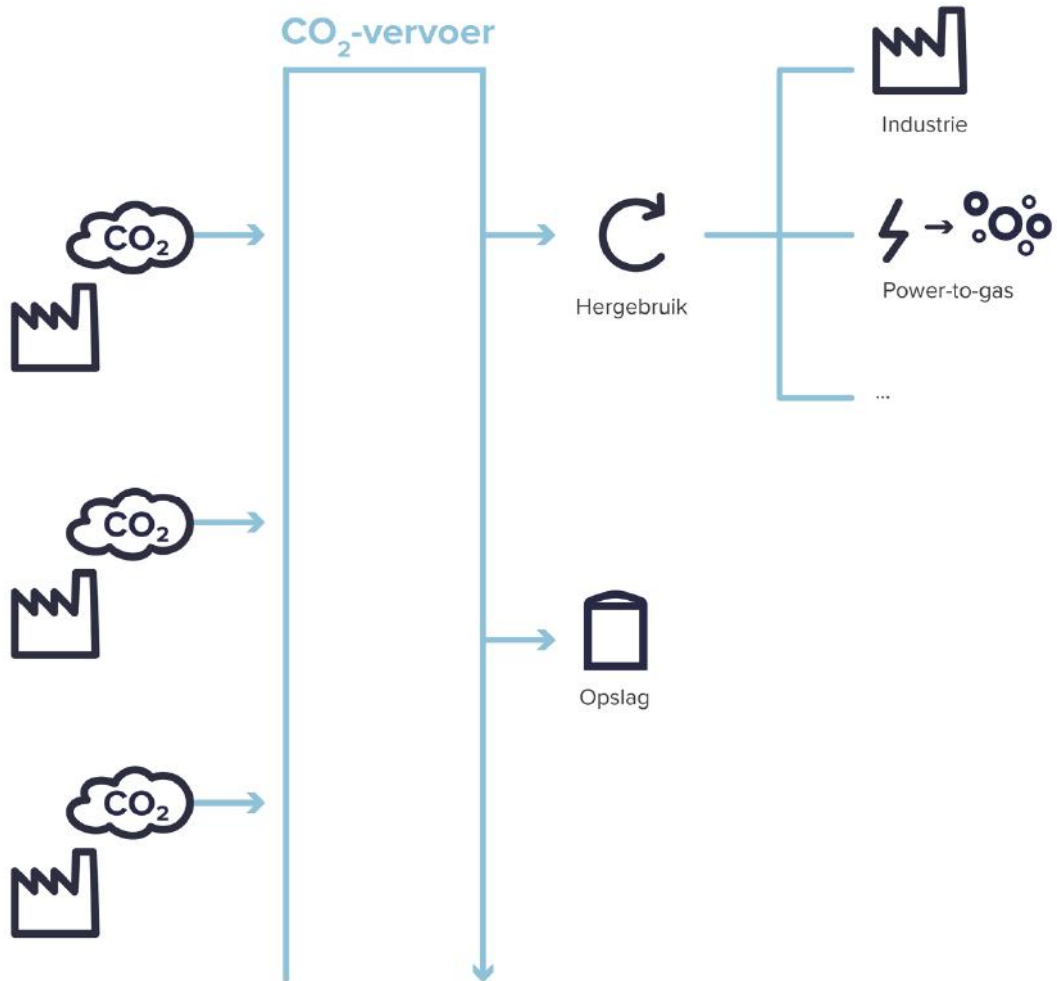 CO₂-vervoer
Industrie
CO₂
Power-to-gas
Hergebruik
...
CO₂
Opslag
CO₂